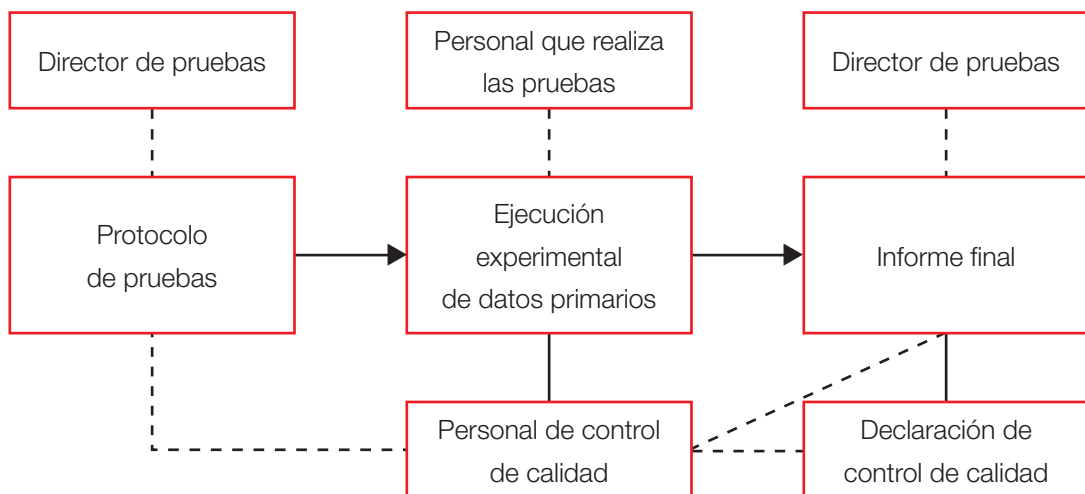 Director de pruebas
Personal que realiza
las pruebas
Director de pruebas
Protocolo
de pruebas
Ejecución
experimental
de datos primarios
Informe final
Personal de control
de calidad
Declaración de
control de calidad